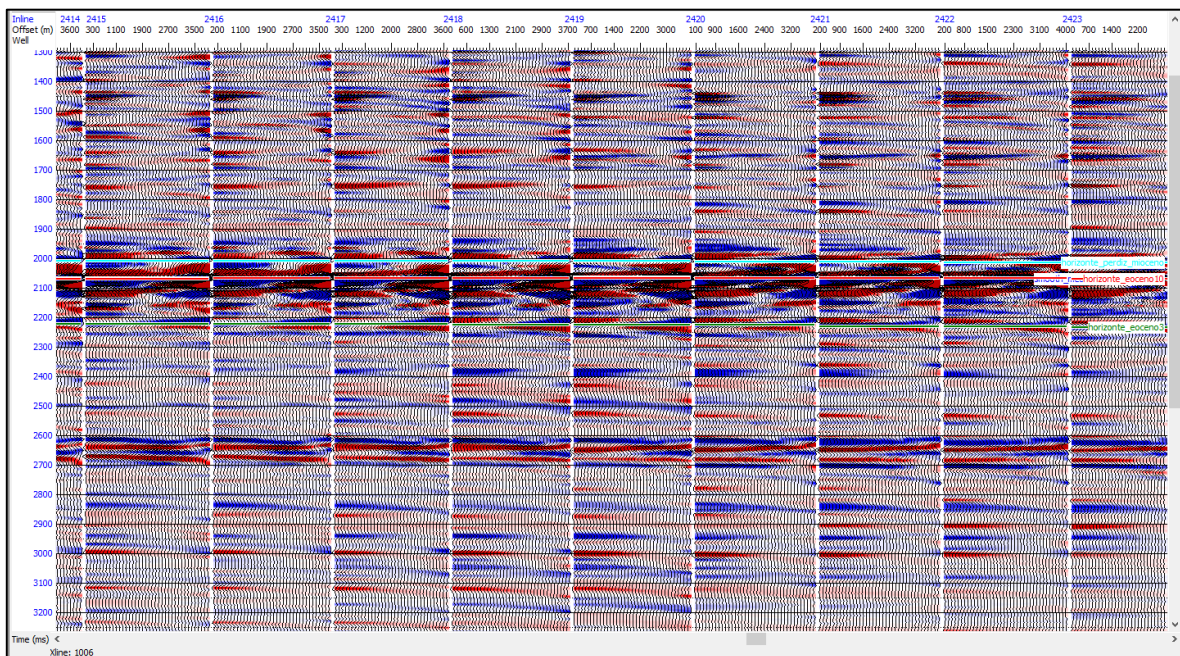 Inline 2414 2415 2416 2417 2418 2419 2420 2421 2422 2423
Offset (m) 3600 300 1100 1900 2700 3500 200 1100 1900 2700 3500 300 1100 1900 2800 3600 600 1300 2100 2900 3700 700 1400 2200 3000 100 900 1600 2400 3200 200 900 1600 2400 3200 200 800 1500 2300 3100 4000 700 1400 2200
Well
1300
1400
1500
1600
1700
1800
1900
2000
horizonte_perdiz_mioceno
horizonte_eoceno10
2100
2200
horizonte_eoceno3
2300
2400
2500
2600
2700
2800
2900
3000
3100
3200
Time (ms) < >
Xline: 1006